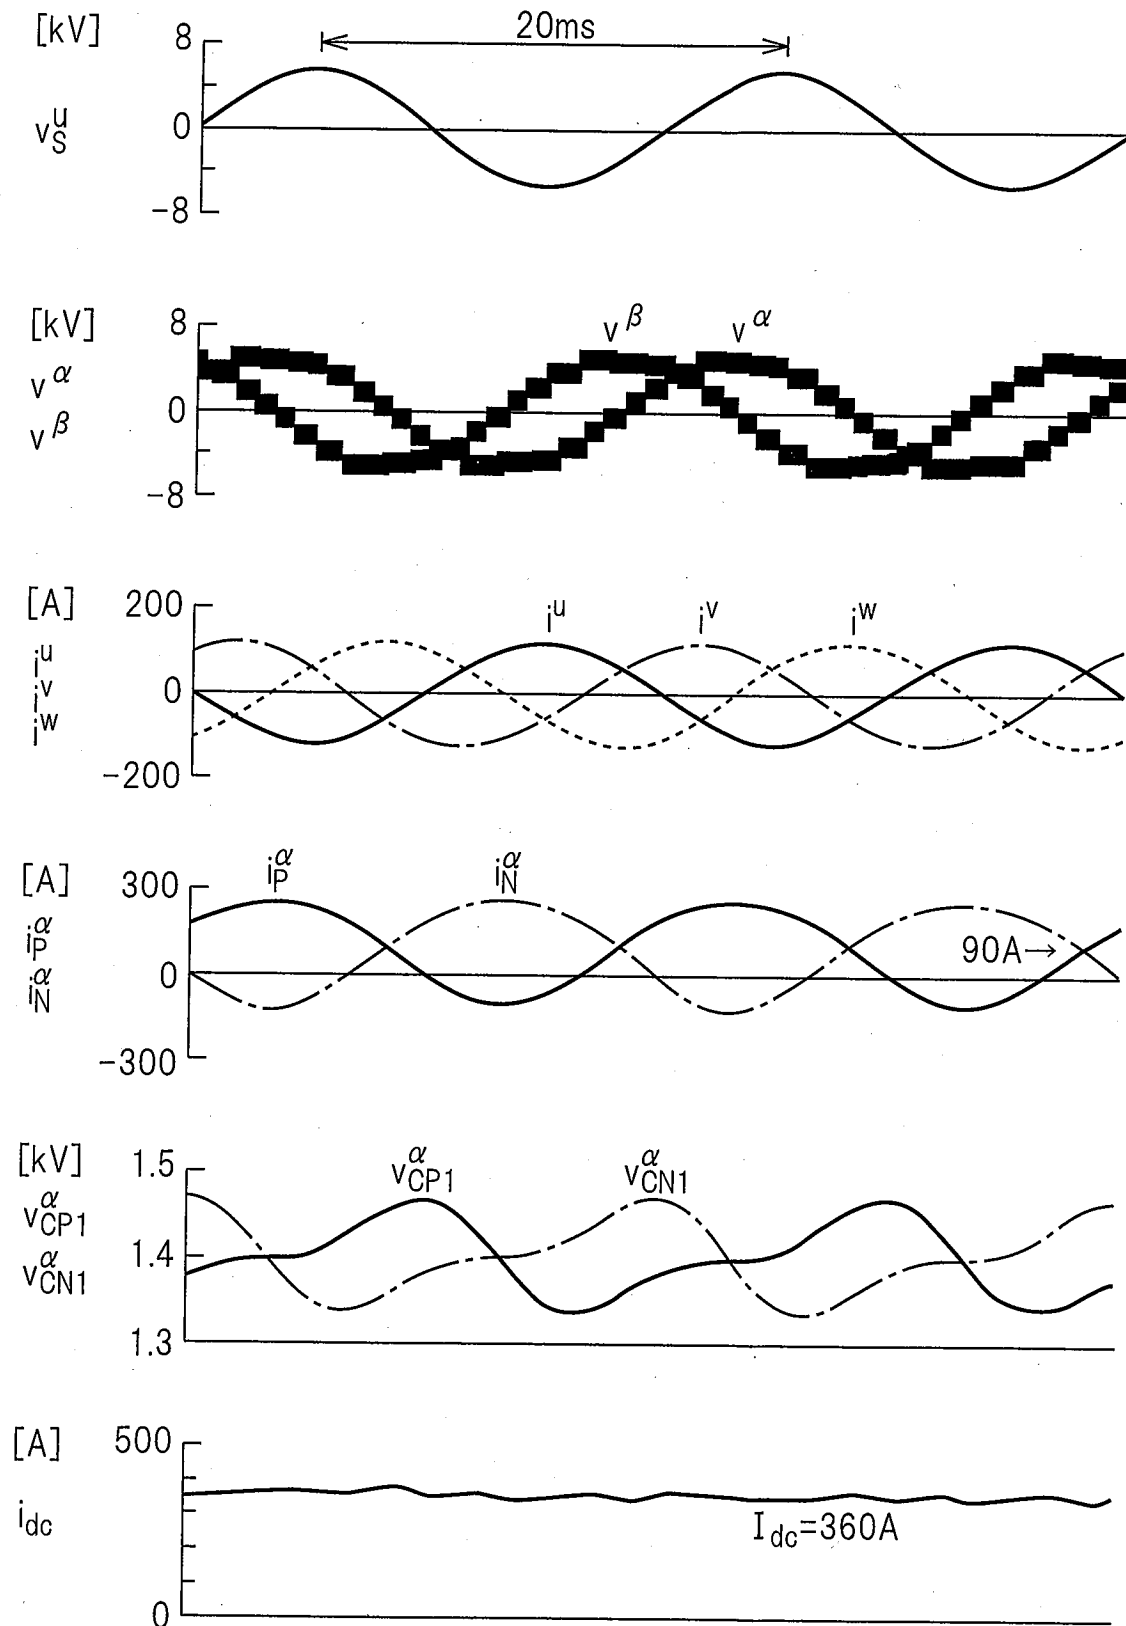 [kV]
8
20ms
v_S^u
0
-8
[kV]
8
v^β
v^α
v^α
0
v^β
-8
[A]
200
i^u
i^v
i^w
i^u
i^v
0
i^w
-200
[A]
300
i_P^α
i_N^α
i_P^α
90A→
i_N^α
0
-300
[kV]
1.5
v_CP1^α
v_CN1^α
v_CP1^α
1.4
v_CN1^α
1.3
[A]
500
i_dc
I_dc=360A
0